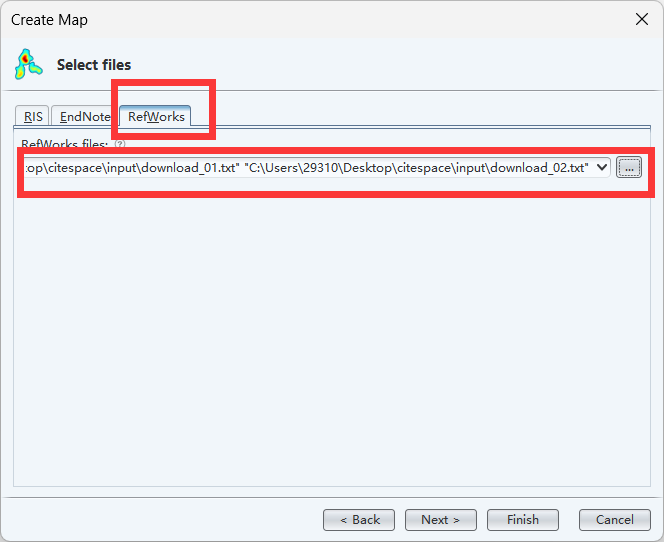 Create Map
Select files
RIS EndNote RefWorks
RefWorks files: (?)
:op\citespace\input\download_01.txt" "C:\Users\29310\Desktop\citespace\input\download_02.txt" ...
< Back Next > Finish Cancel